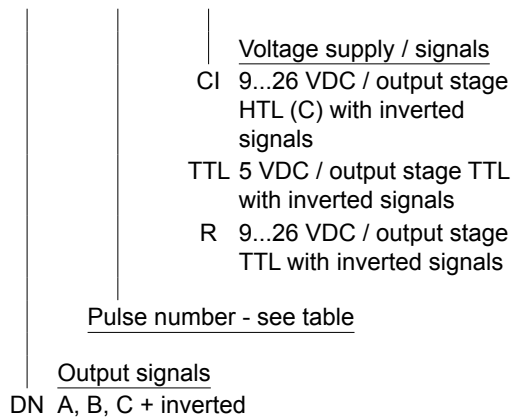 Voltage supply / signals
CI 9...26 VDC / output stage
HTL (C) with inverted
signals
TTL 5 VDC / output stage TTL
with inverted signals
R 9...26 VDC / output stage
TTL with inverted signals
Pulse number - see table
Output signals
DN A, B, C + inverted